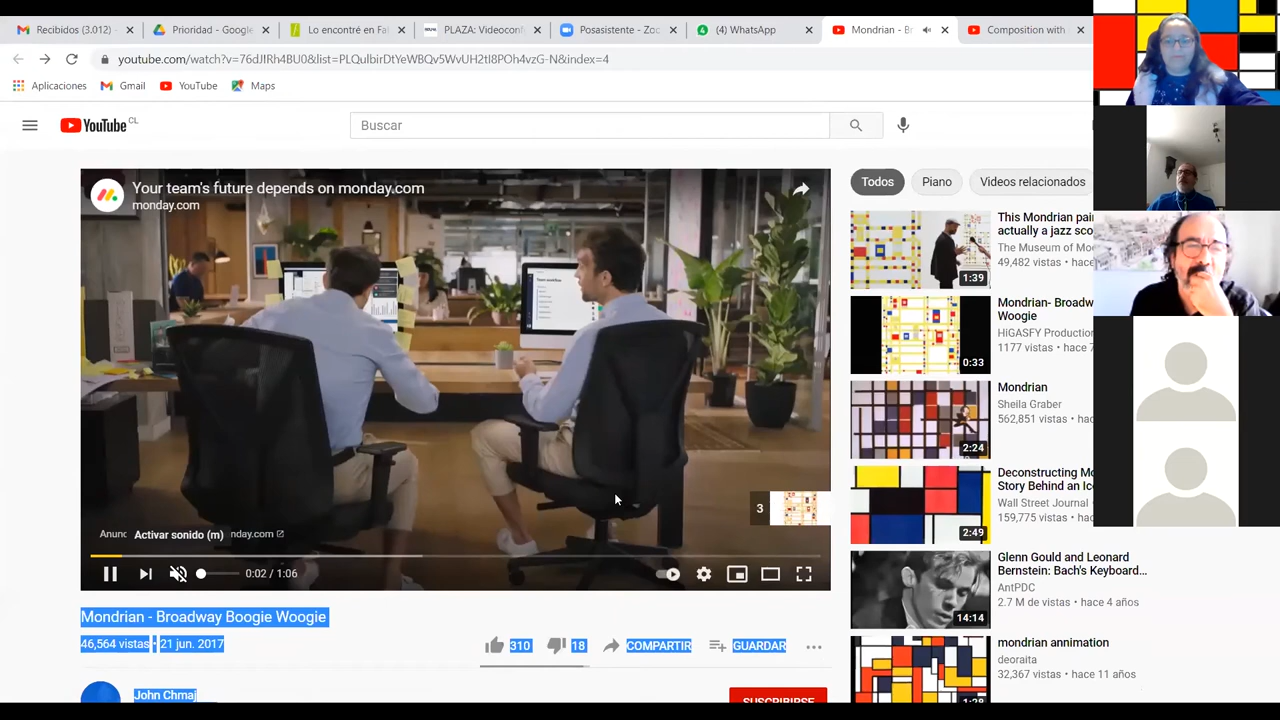 Recibidos (3.012) -
Prioridad - Google
Lo encontré en Fal
PLAZA: Videoconf
Posasistente - Zoo
(4) WhatsApp
Mondrian - Br
Composition with
youtube.com/watch?v=76dJIRh4BU0&list=PLQulbirDtYeWBQv5WvUH2tI8POh4vzG-N&index=4
Aplicaciones
Gmail
YouTube
Maps
YouTube CL
Buscar
Your team's future depends on monday.com
monday.com
3
Anunc
Activar sonido (m)
nday.com
0:02 / 1:06
Mondrian - Broadway Boogie Woogie
46,564 vistas • 21 jun. 2017
310
18
COMPARTIR
GUARDAR
John Chmaj
SUSCRIBIRSE
Todos
Piano
Videos relacionados
This Mondrian pai
actually a jazz sco
The Museum of Mo
49,482 vistas • hace
1:39
Mondrian- Broadw
Woogie
HIGASFY Production
1177 vistas • hace 7
0:33
Mondrian
Sheila Graber
562,851 vistas • ha
2:24
Deconstructing Mo
Story Behind an Ic
Wall Street Journal
159,775 vistas • hac
2:49
Glenn Gould and Leonard
Bernstein: Bach's Keyboard...
AntPDC
2.7 M de vistas • hace 4 años
14:14
mondrian annimation
deoraita
32,367 vistas • hace 11 años